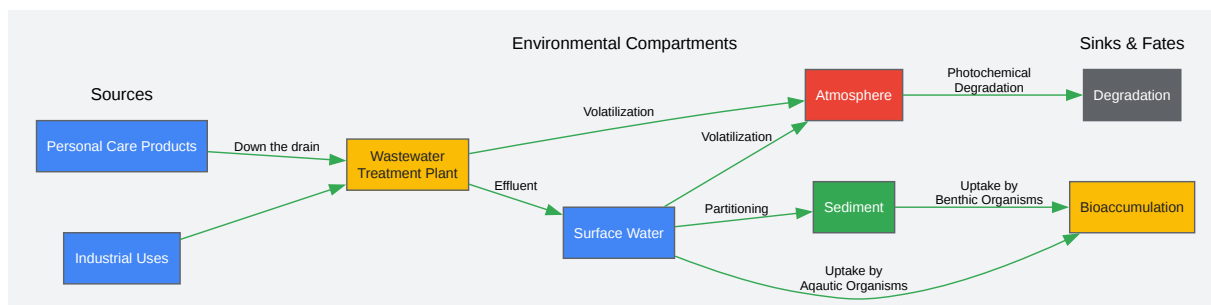 Environmental Compartments
Sinks & Fates
Sources
Personal Care Products
Down the drain
Industrial Uses
Wastewater
Treatment Plant
Volatilization
Effluent
Surface Water
Volatilization
Partitioning
Uptake by
Aqautic Organisms
Atmosphere
Photochemical
Degradation
Degradation
Sediment
Uptake by
Benthic Organisms
Bioaccumulation